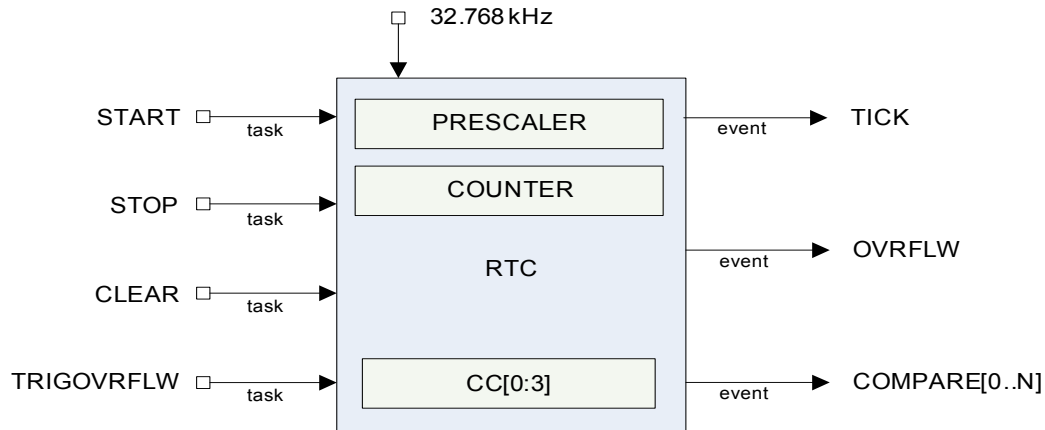 32.768 kHz
START
task
PRESCALER
event
TICK
STOP
task
COUNTER
RTC
event
OVRFLW
CLEAR
task
TRIGOVRFLW
task
CC[0:3]
event
COMPARE[0..N]